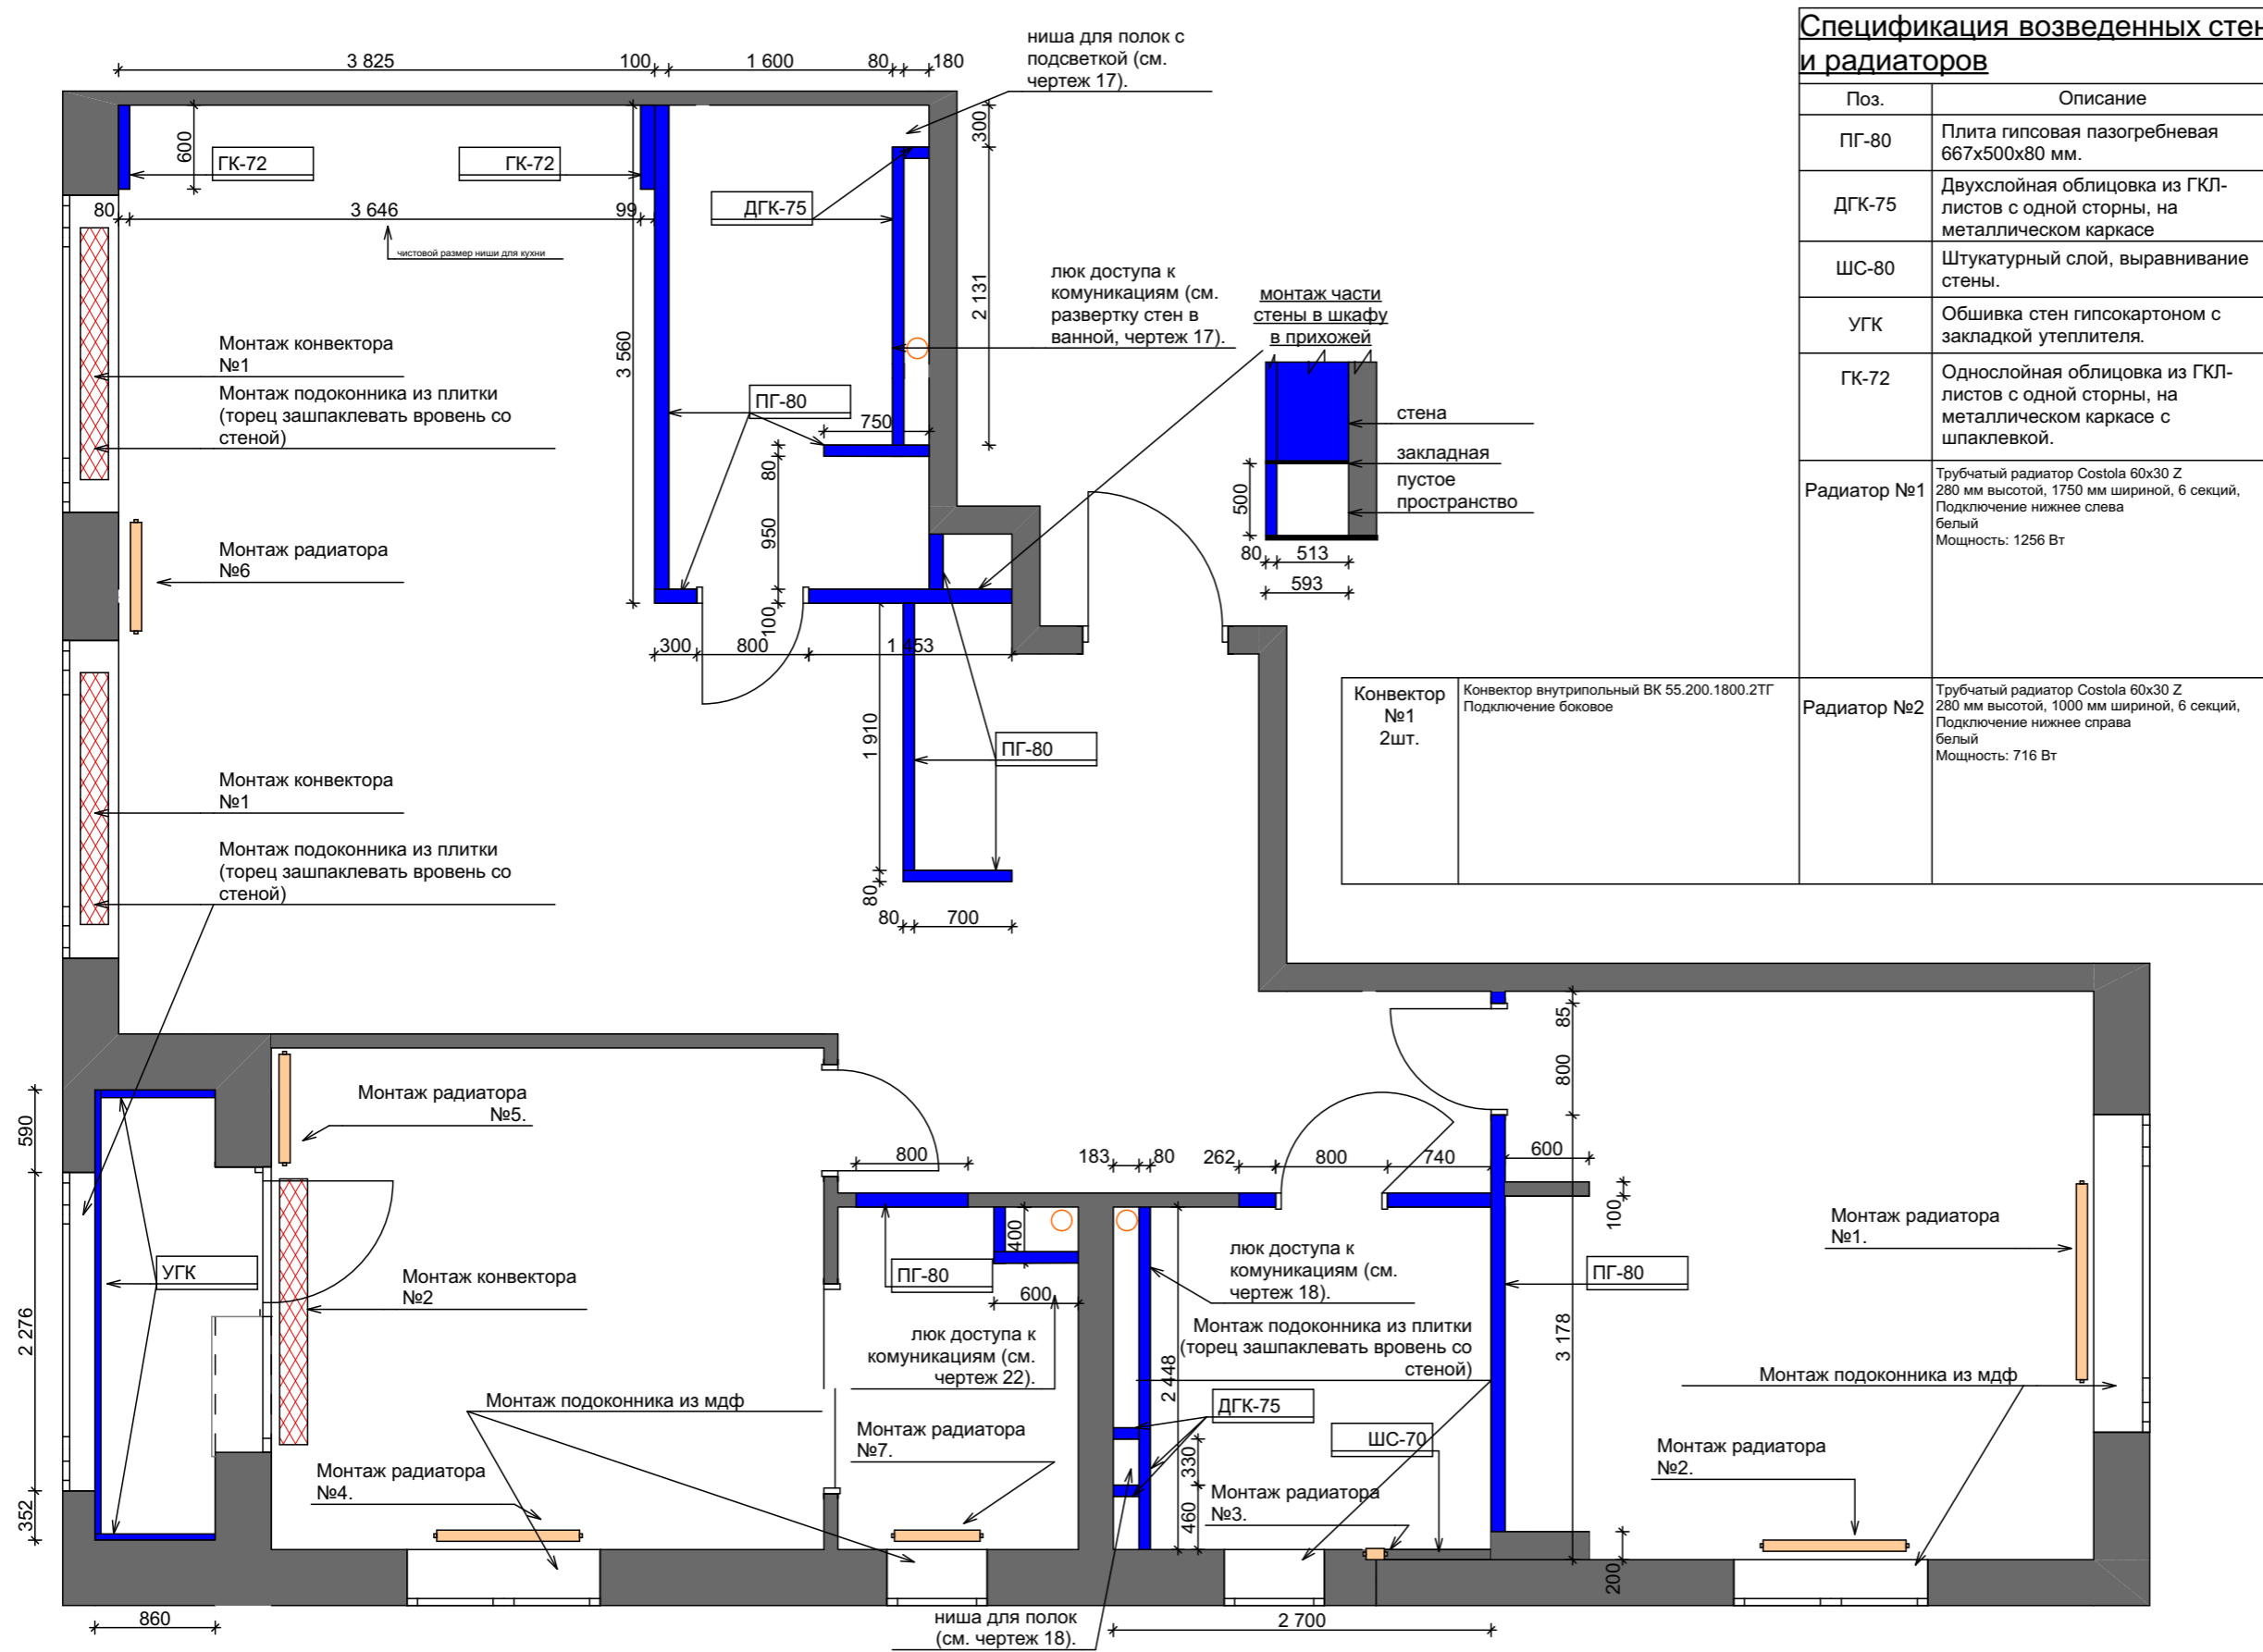 Спецификация возведенных стен
и радиаторов
Поз.
Описание
ПГ-80
Плита гипсовая пазогребневая
667x500x80 мм.
ДГК-75
Двухслойная облицовка из ГКЛ-
листов с одной сторны, на
металлическом каркасе
ШС-80
Штукатурный слой, выравнивание
стены.
УГК
Обшивка стен гипсокартоном с
закладкой утеплителя.
ГК-72
Однослойная облицовка из ГКЛ-
листов с одной сторны, на
металлическом каркасе с
шпаклевкой.
Радиатор №1
Трубчатый радиатор Costola 60x30 Z
280 мм высотой, 1750 мм шириной, 6 секций,
Подключение нижнее слева
белый
Мощность: 1256 Вт
Конвектор
№1
2шт.
Конвектор внутрипольный ВК 55.200.1800.2ТГ
Подключение боковое
Радиатор №2
Трубчатый радиатор Costola 60x30 Z
280 мм высотой, 1000 мм шириной, 6 секций,
Подключение нижнее справа
белый
Мощность: 716 Вт
3 825
100
1 600
80
180
ниша для полок с
подсветкой (см.
чертеж 17).
600
ГК-72
ГК-72
300
80
3 646
99
чистовой размер ниши для кухни
ДГК-75
2 131
3 560
люк доступа к
комуникациям (см.
развертку стен в
ванной, чертеж 17).
монтаж части
стены в шкафу
в прихожей
стена
закладная
пустое
пространство
500
80
513
593
Монтаж конвектора
№1
Монтаж подоконника из плитки
(торец зашпаклевать вровень со
стеной)
ПГ-80
750
80
950
100
Монтаж радиатора
№6
300
800
1 453
1 910
ПГ-80
80
80
700
Монтаж конвектора
№1
Монтаж подоконника из плитки
(торец зашпаклевать вровень со
стеной)
590
2 276
352
860
УГК
Монтаж радиатора
№5.
Монтаж конвектора
№2
Монтаж радиатора
№4.
Монтаж подоконника из мдф
800
ПГ-80
400
600
люк доступа к
комуникациям (см.
чертеж 22).
Монтаж радиатора
№7.
183
80
262
800
740
люк доступа к
комуникациям (см.
чертеж 18).
Монтаж подоконника из плитки
(торец зашпаклевать вровень со
стеной)
2 448
ДГК-75
ШС-70
330
460
Монтаж радиатора
№3.
ниша для полок
(см. чертеж 18).
2 700
85
800
600
100
3 178
200
ПГ-80
Монтаж радиатора
№1.
Монтаж подоконника из мдф
Монтаж радиатора
№2.